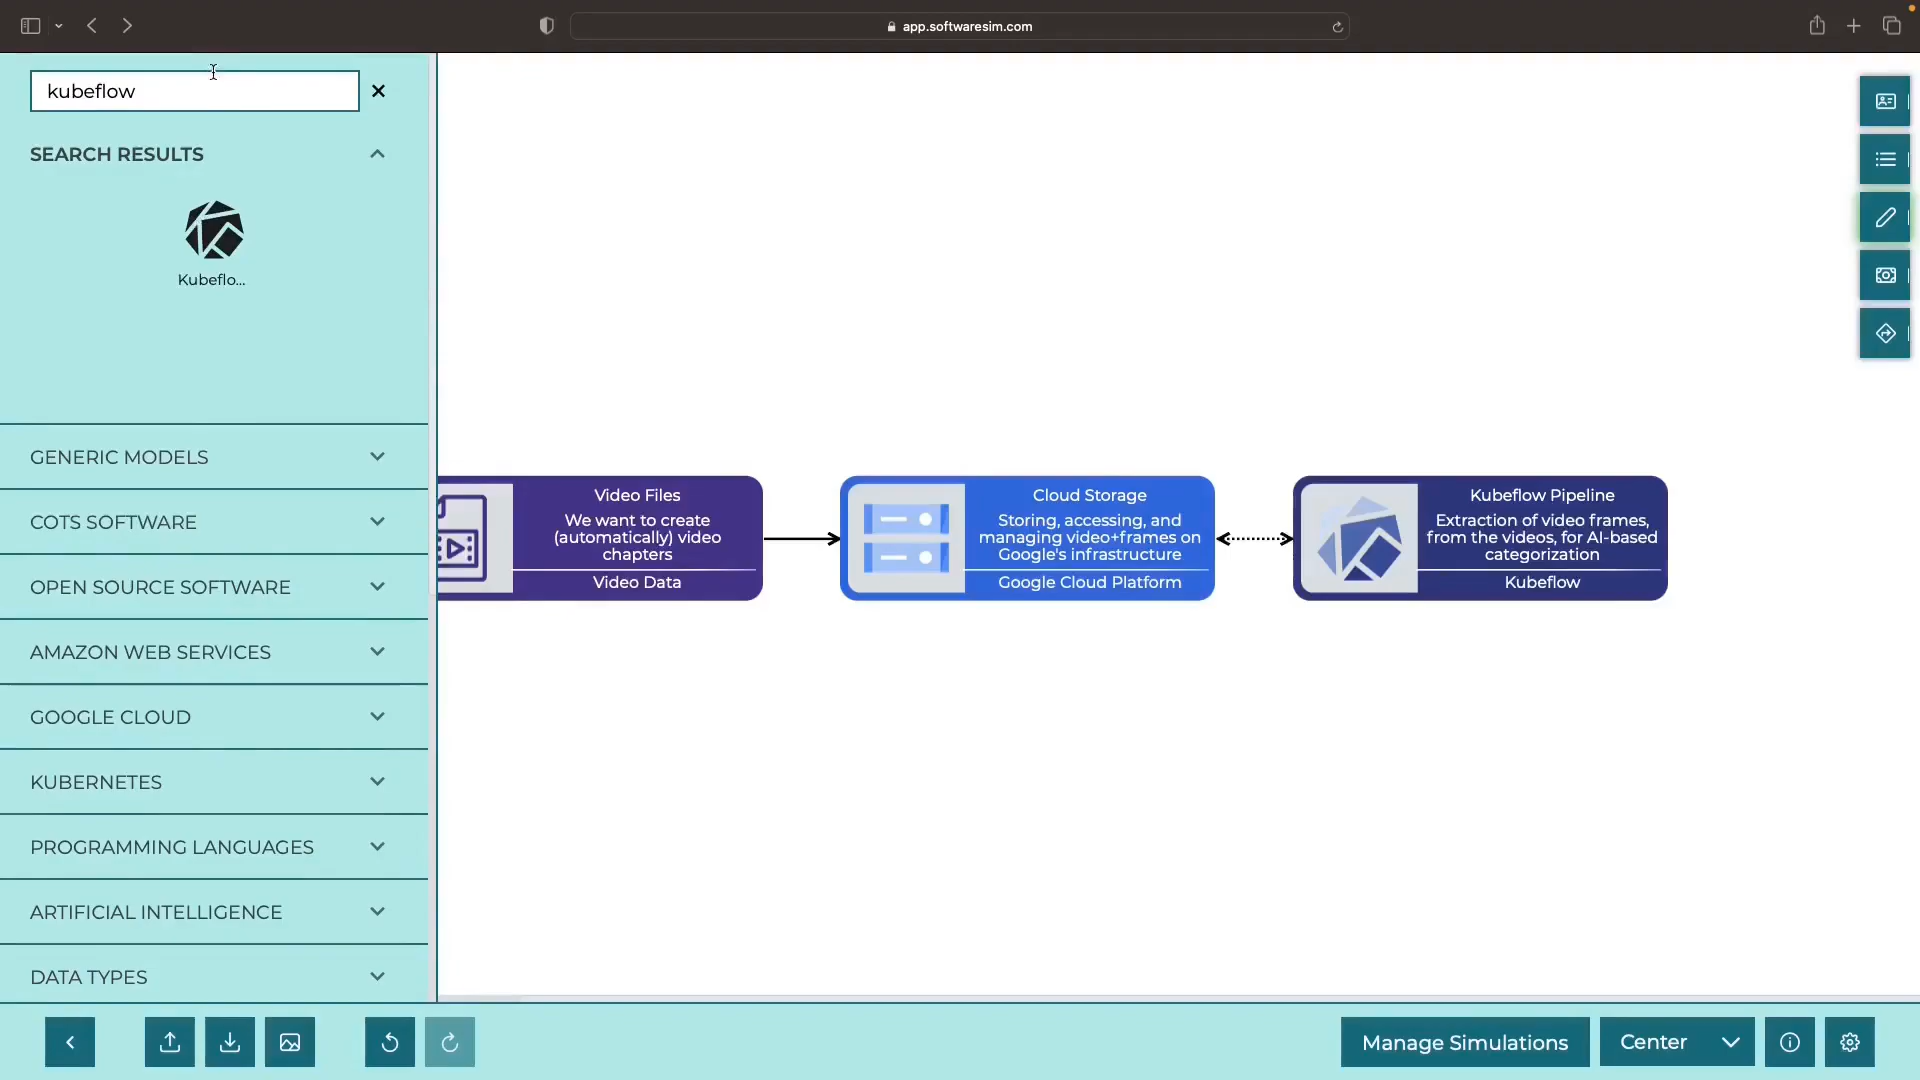 app.softwaresim.com
kubeflow
SEARCH RESULTS
Kubeflo...
GENERIC MODELS
COTS SOFTWARE
OPEN SOURCE SOFTWARE
AMAZON WEB SERVICES
GOOGLE CLOUD
KUBERNETES
PROGRAMMING LANGUAGES
ARTIFICIAL INTELLIGENCE
DATA TYPES
Video Files
We want to create
(automatically) video
chapters
Video Data
Cloud Storage
Storing, accessing, and
managing video+frames on
Google's infrastructure
Google Cloud Platform
Kubeflow Pipeline
Extraction of video frames,
from the videos, for AI-based
categorization
Kubeflow
Manage Simulations
Center